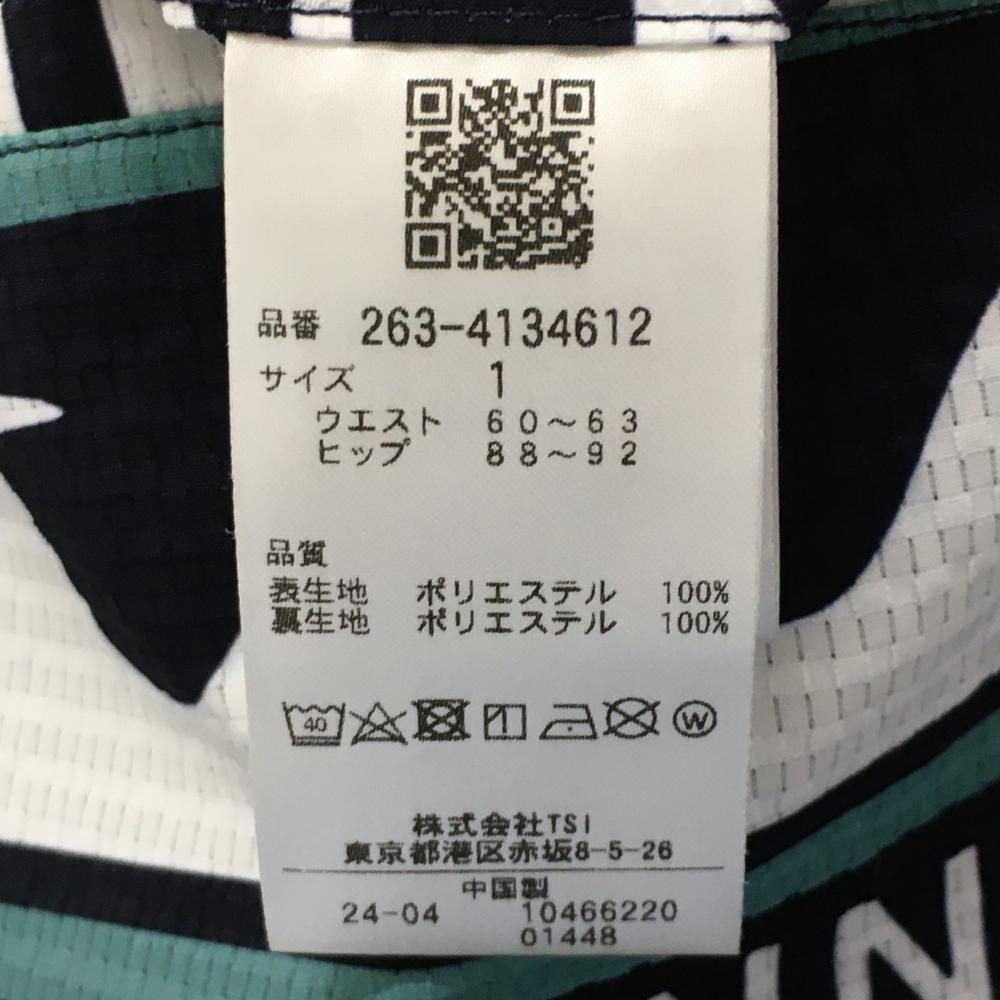 品番 263-4134612
サイズ 1
ウエスト 60～63
ヒップ 88～92
品質
表生地 ポリエステル 100%
裏生地 ポリエステル 100%
40 W
株式会社TSI
東京都港区赤坂8-5-26
中国製
24-04 10466220
01448